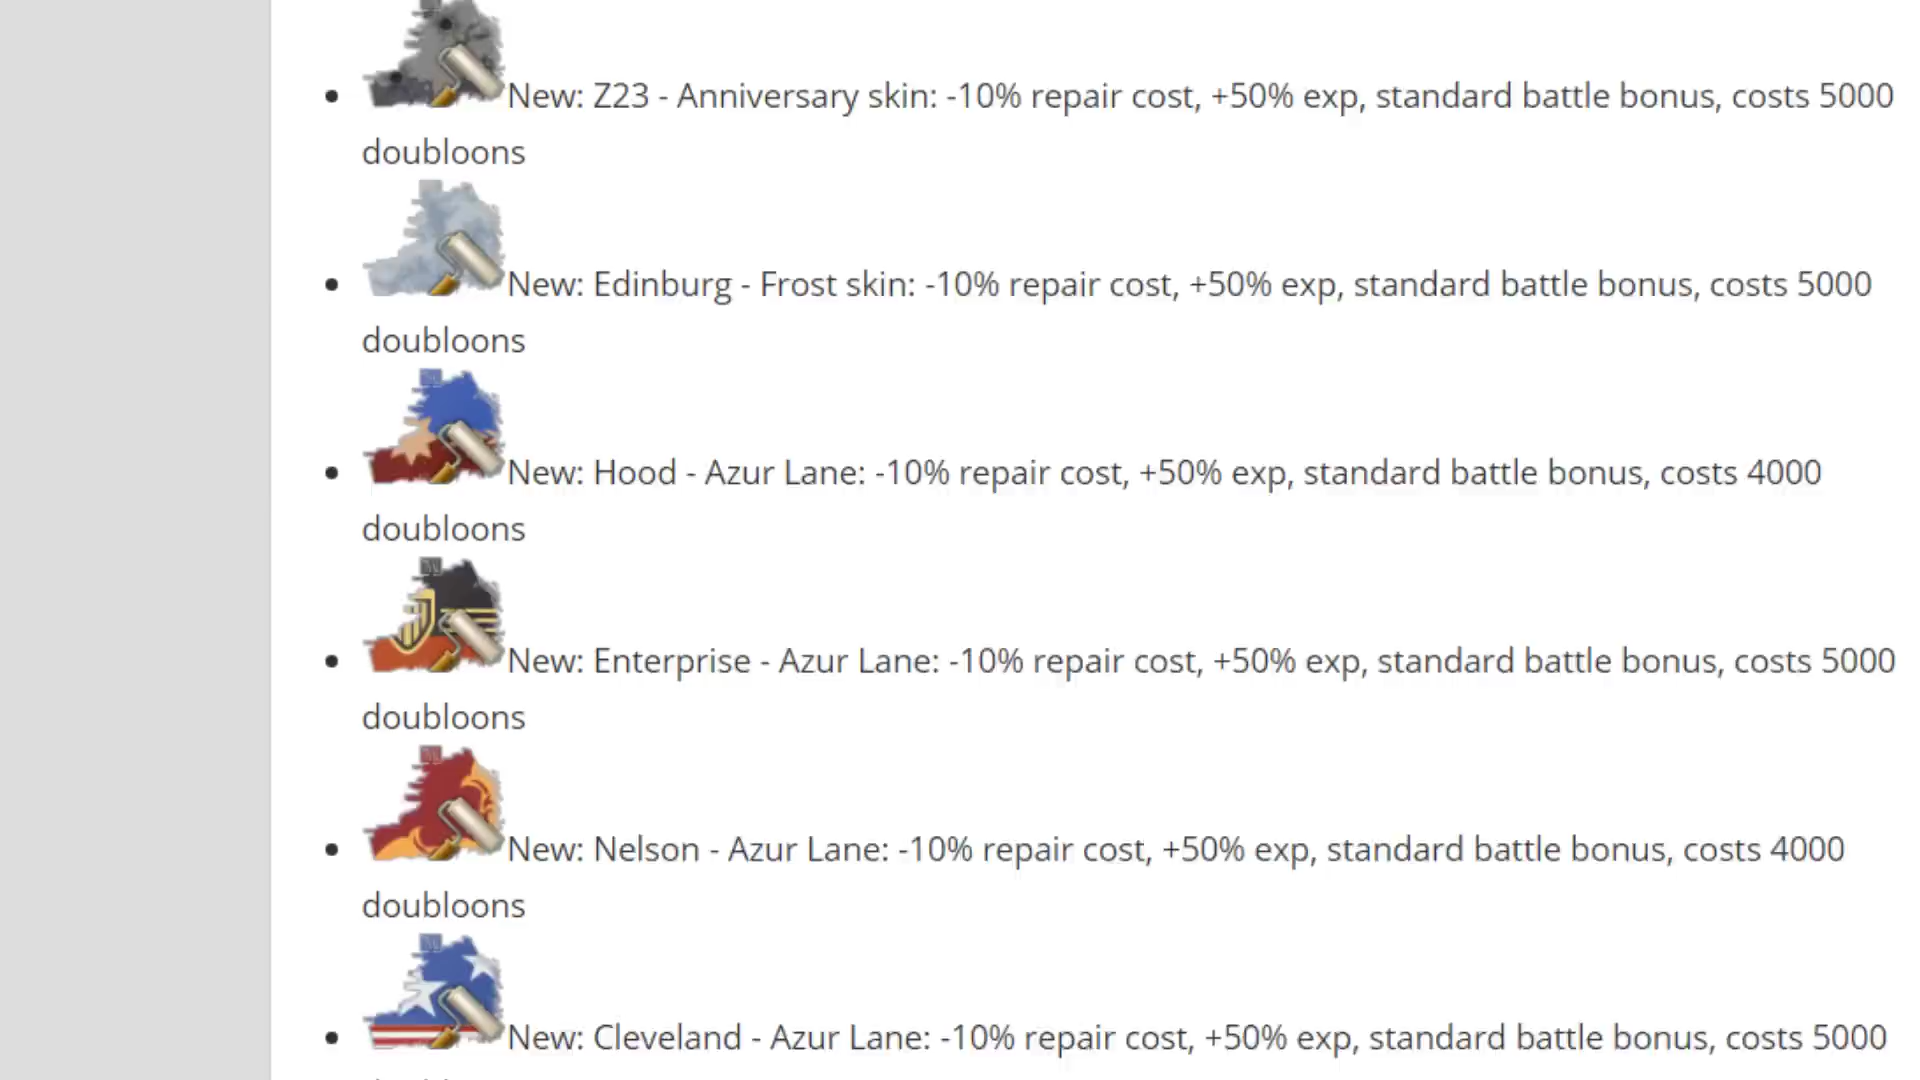 New: Z23 - Anniversary skin: -10% repair cost, +50% exp, standard battle bonus, costs 5000
doubloons
New: Edinburg - Frost skin: -10% repair cost, +50% exp, standard battle bonus, costs 5000
doubloons
New: Hood - Azur Lane: -10% repair cost, +50% exp, standard battle bonus, costs 4000
doubloons
New: Enterprise - Azur Lane: -10% repair cost, +50% exp, standard battle bonus, costs 5000
doubloons
New: Nelson - Azur Lane: -10% repair cost, +50% exp, standard battle bonus, costs 4000
doubloons
New: Cleveland - Azur Lane: -10% repair cost, +50% exp, standard battle bonus, costs 5000